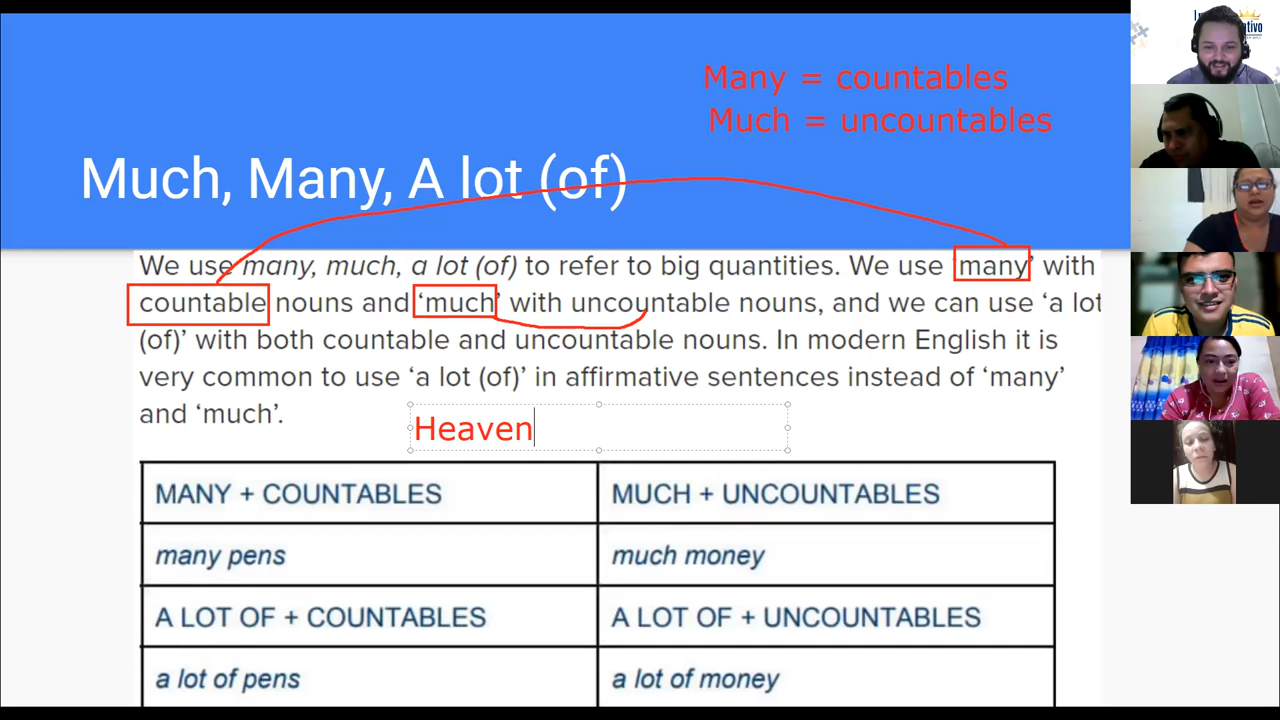 Many = countables
Much = uncountables
Much, Many, A lot (of)
We use many, much, a lot (of) to refer to big quantities. We use ‘many’ with
countable nouns and ‘much’ with uncountable nouns, and we can use ‘a lot
(of)’ with both countable and uncountable nouns. In modern English it is
very common to use ‘a lot (of)’ in affirmative sentences instead of ‘many’
and ‘much’.
Heaven
MANY + COUNTABLES
MUCH + UNCOUNTABLES
many pens
much money
A LOT OF + COUNTABLES
A LOT OF + UNCOUNTABLES
a lot of pens
a lot of money